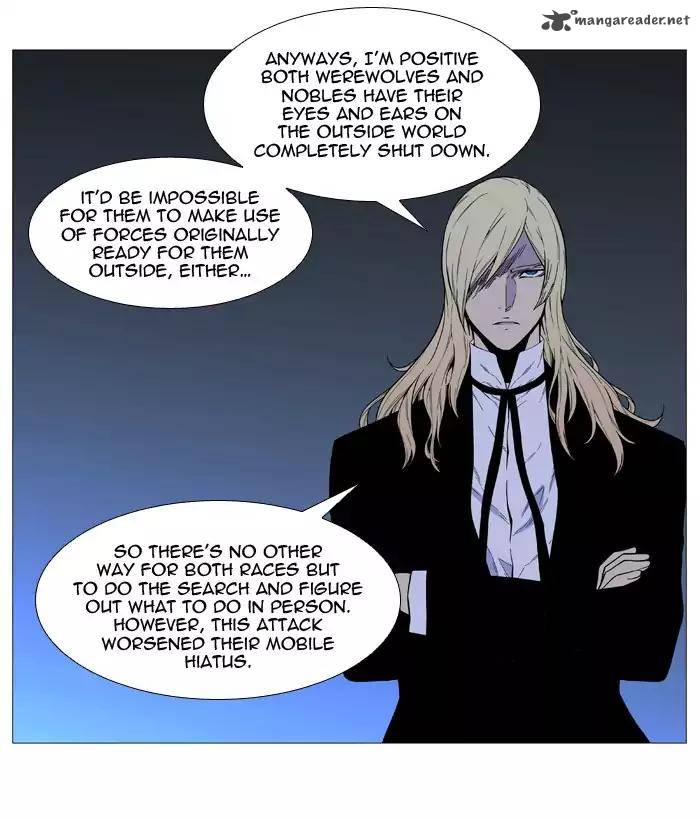 mangareader.net
ANYWAYS, I'M POSITIVE
BOTH WEREWOLVES AND
NOBLES HAVE THEIR
EYES AND EARS ON
THE OUTSIDE WORLD
COMPLETELY SHUT DOWN.
IT'D BE IMPOSSIBLE
FOR THEM TO MAKE USE
OF FORCES ORIGINALLY
READY FOR THEM
OUTSIDE, EITHER...
SO THERE'S NO OTHER
WAY FOR BOTH RACES BUT
TO DO THE SEARCH AND FIGURE
OUT WHAT TO DO IN PERSON.
HOWEVER, THIS ATTACK
WORSENED THEIR MOBILE
HIATUS.